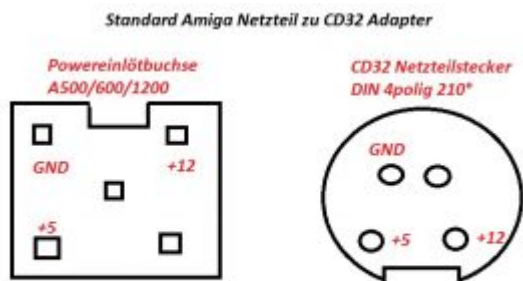 Standard Amiga Netzteil zu CD32 Adapter
Powereinlötbuchse
A500/600/1200
GND
+12
+5
CD32 Netzteilstecker
DIN 4polig 210°
GND
+5
+12